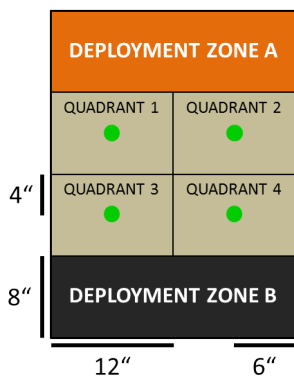 DEPLOYMENT ZONE A
QUADRANT 1
QUADRANT 2
QUADRANT 3
QUADRANT 4
4“
8“
DEPLOYMENT ZONE B
12“
6“